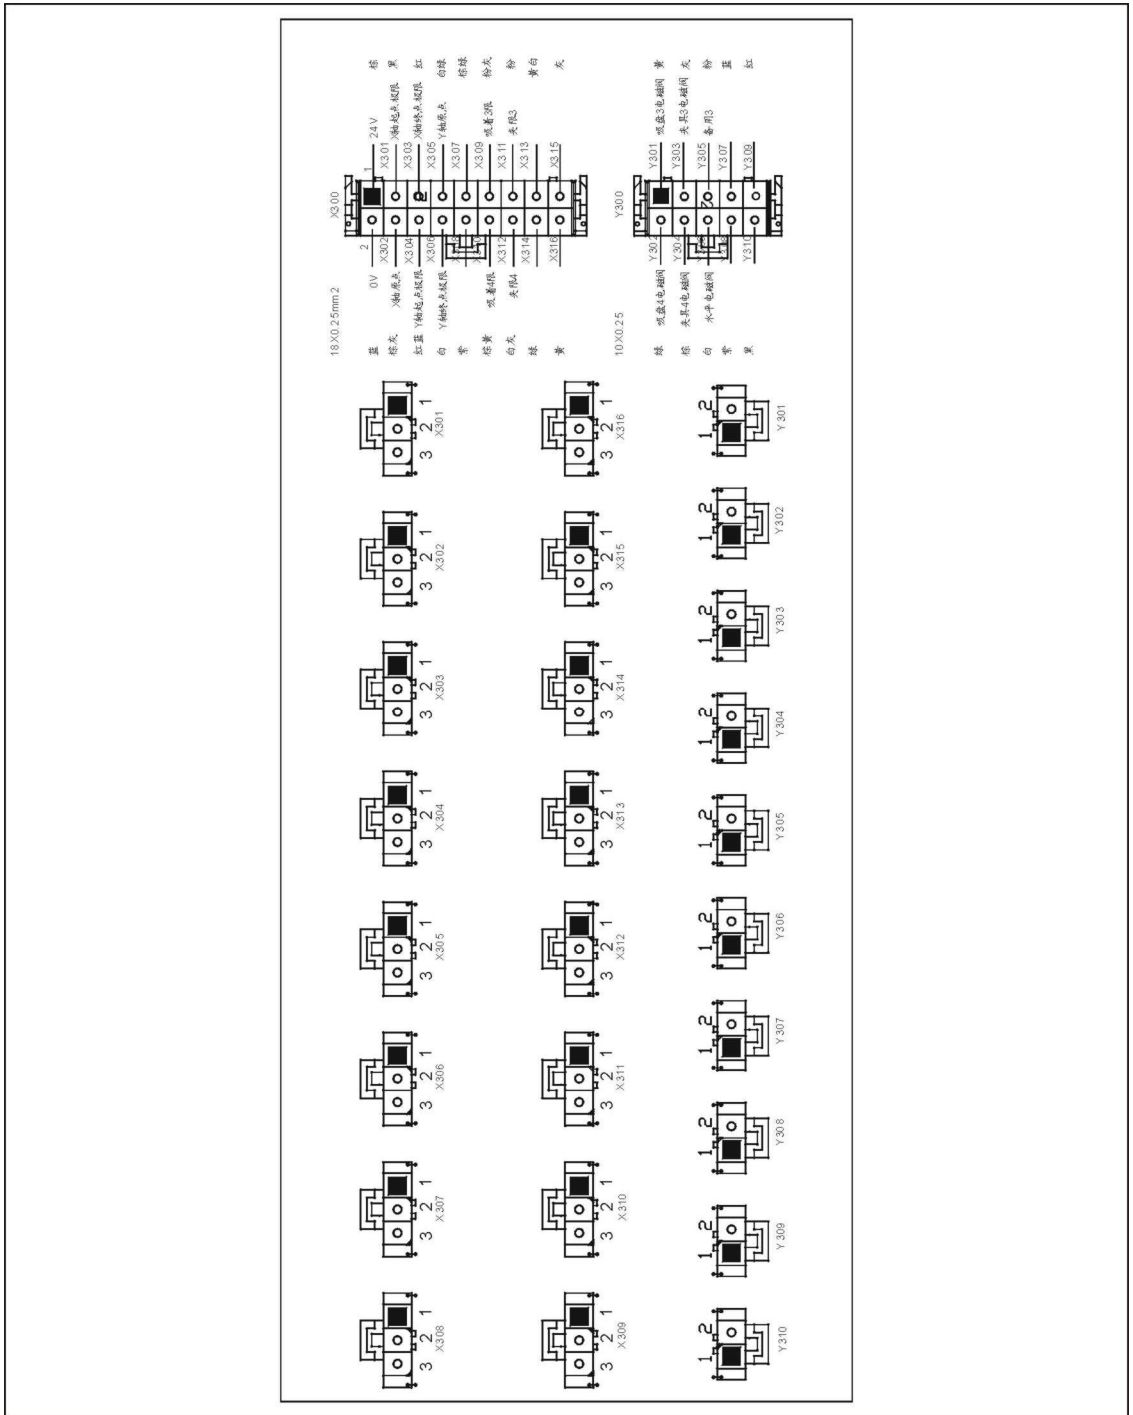 X300
18X0.25mm2
棕
黑
红
白绿
棕绿
粉灰
粉
黄白
灰
24V
X轴起点极限
X轴终点极限
Y轴原点
吸着3限
夹限3
1
X301
X303
X305
X307
X309
X311
X313
X315
2
X302
X304
X306
X312
X314
X316
0V
X轴原点
Y轴起点极限
Y轴终点极限
吸着4限
夹限4
蓝
棕灰
红蓝
白
紫
棕黄
白灰
绿
黄
Y300
10X0.25
黄
灰
粉
蓝
红
吸盘3电磁阀
夹具3电磁阀
备用3
Y301
Y303
Y305
Y307
Y309
Y302
Y304
Y310
吸盘4电磁阀
夹具4电磁阀
水平电磁阀
绿
棕
白
紫
黑
1 2 3
X301
1 2 3
X316
2 1
Y301
1 2 3
X302
1 2 3
X315
2 1
Y302
1 2 3
X303
1 2 3
X314
2 1
Y303
1 2 3
X304
1 2 3
X313
2 1
Y304
1 2 3
X305
1 2 3
X312
2 1
Y305
1 2 3
X306
1 2 3
X311
2 1
Y306
1 2 3
X307
1 2 3
X310
2 1
Y307
1 2 3
X308
1 2 3
X309
2 1
Y308
2 1
Y309
2 1
Y310